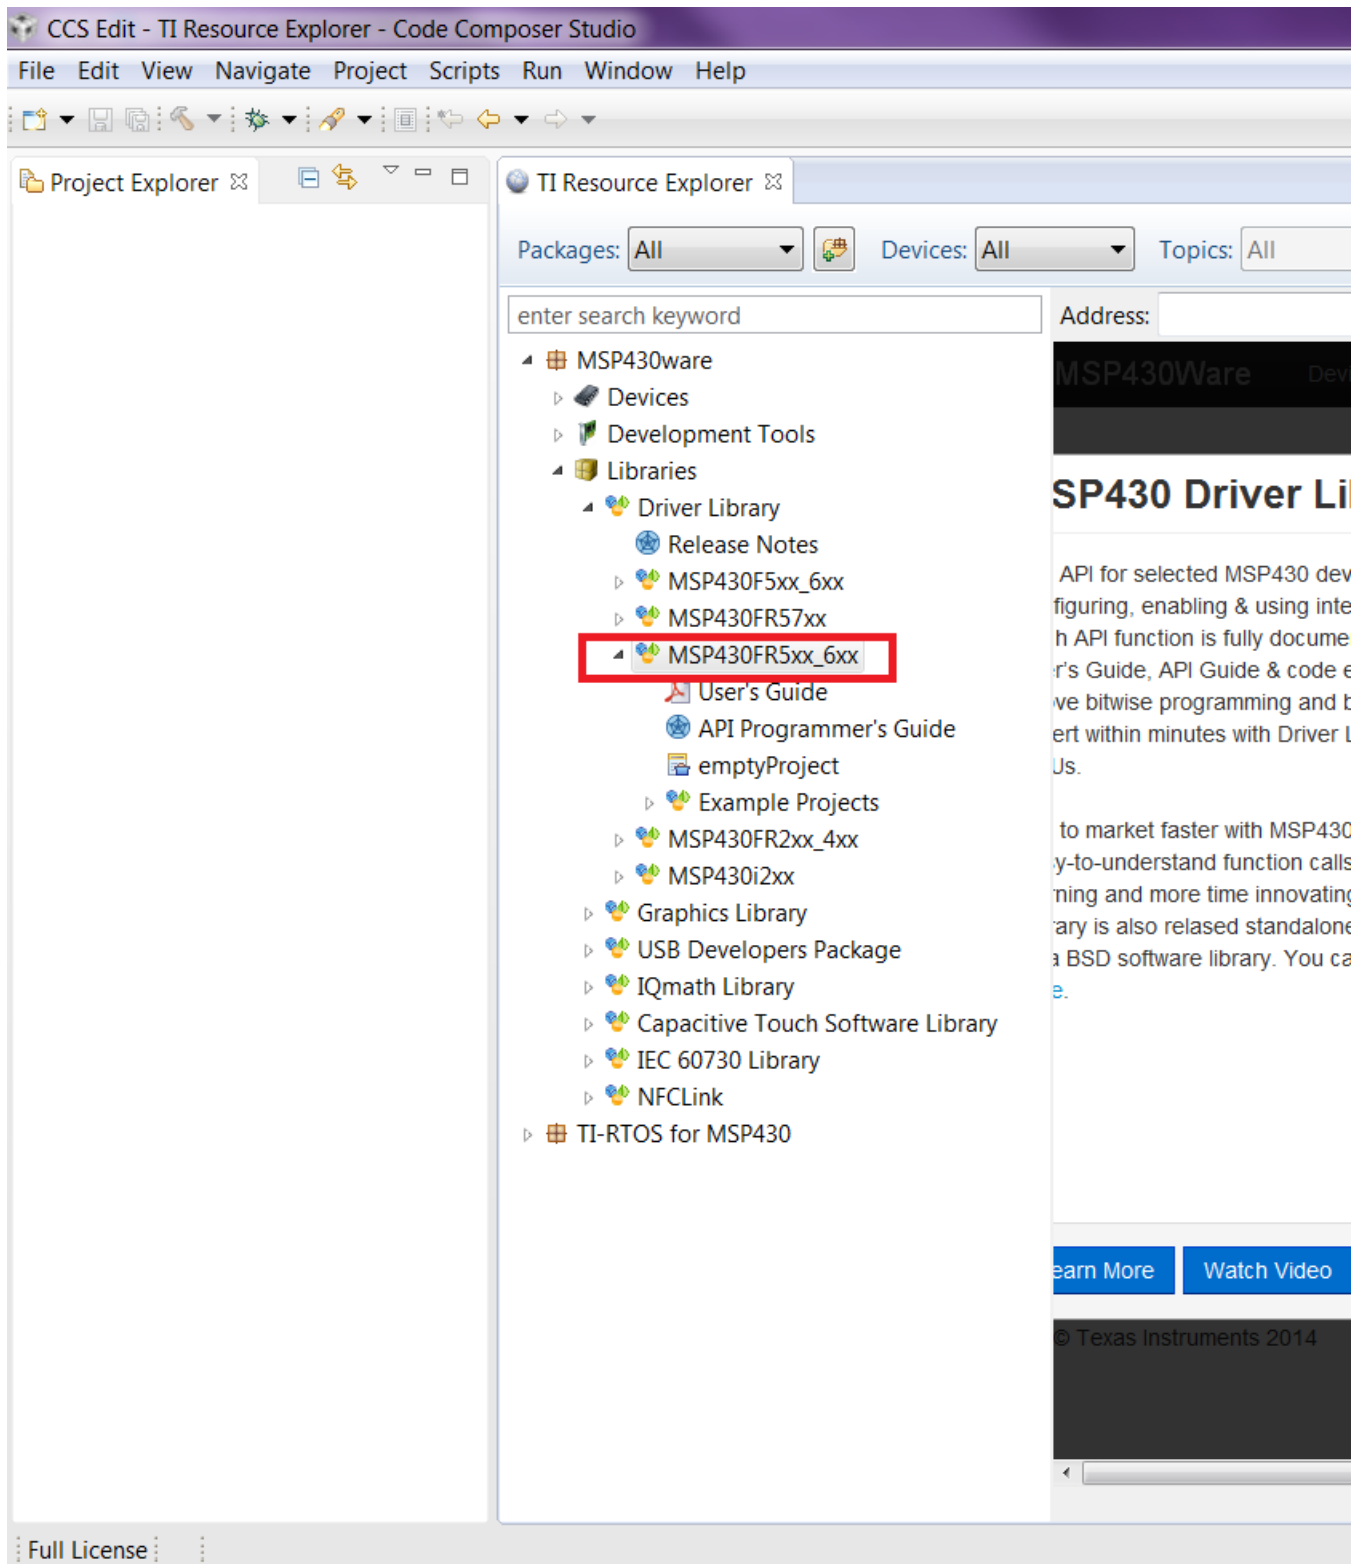 CCS Edit - TI Resource Explorer - Code Composer Studio
File Edit View Navigate Project Scripts Run Window Help
Project Explorer
TI Resource Explorer
Packages: All Devices: All Topics: All
enter search keyword
Address:
MSP430ware
Devices
Development Tools
Libraries
Driver Library
Release Notes
MSP430F5xx_6xx
MSP430FR57xx
MSP430FR5xx_6xx
User's Guide
API Programmer's Guide
emptyProject
Example Projects
MSP430FR2xx_4xx
MSP430i2xx
Graphics Library
USB Developers Package
IQmath Library
Capacitive Touch Software Library
IEC 60730 Library
NFCLink
TI-RTOS for MSP430
MSP430Ware Dev
SP430 Driver Li
API for selected MSP430 dev
figuring, enabling & using inte
h API function is fully docume
r's Guide, API Guide & code e
ve bitwise programming and b
ert within minutes with Driver L
Us.
to market faster with MSP430
y-to-understand function calls
rning and more time innovating
rary is also relased standalone
a BSD software library. You ca
e.
earn More Watch Video
© Texas Instruments 2014
Full License